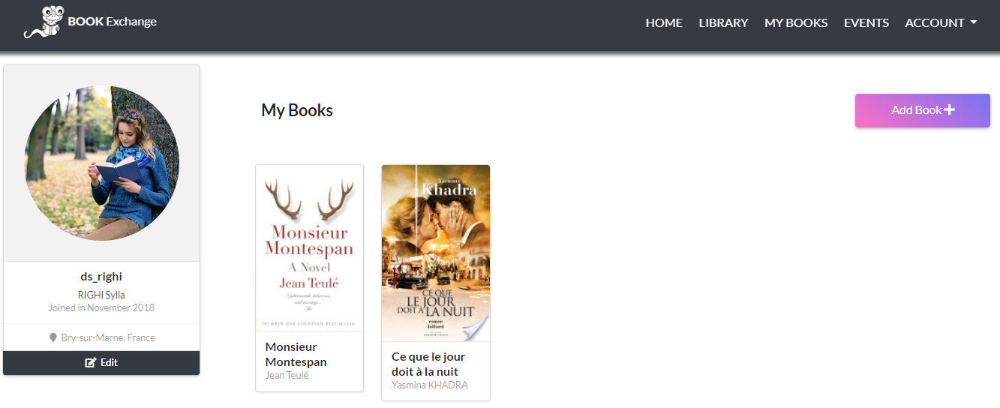 BOOK Exchange
HOME LIBRARY MY BOOKS EVENTS ACCOUNT
ds_righi
RIGHI Sylia
Joined in November 2018
Bry-sur-Marne, France
Edit
My Books
Add Book
Monsieur
Montespan
A Novel
Jean Teulé
NUMBER ONE EUROPEAN BEST-SELLER
Monsieur
Montespan
Jean Teulé
Yasmina
Khadra
CE QUE
LE JOUR
DOIT À LA NUIT
roman
Julliard
Ce que le jour
doit à la nuit
Yasmina KHADRA